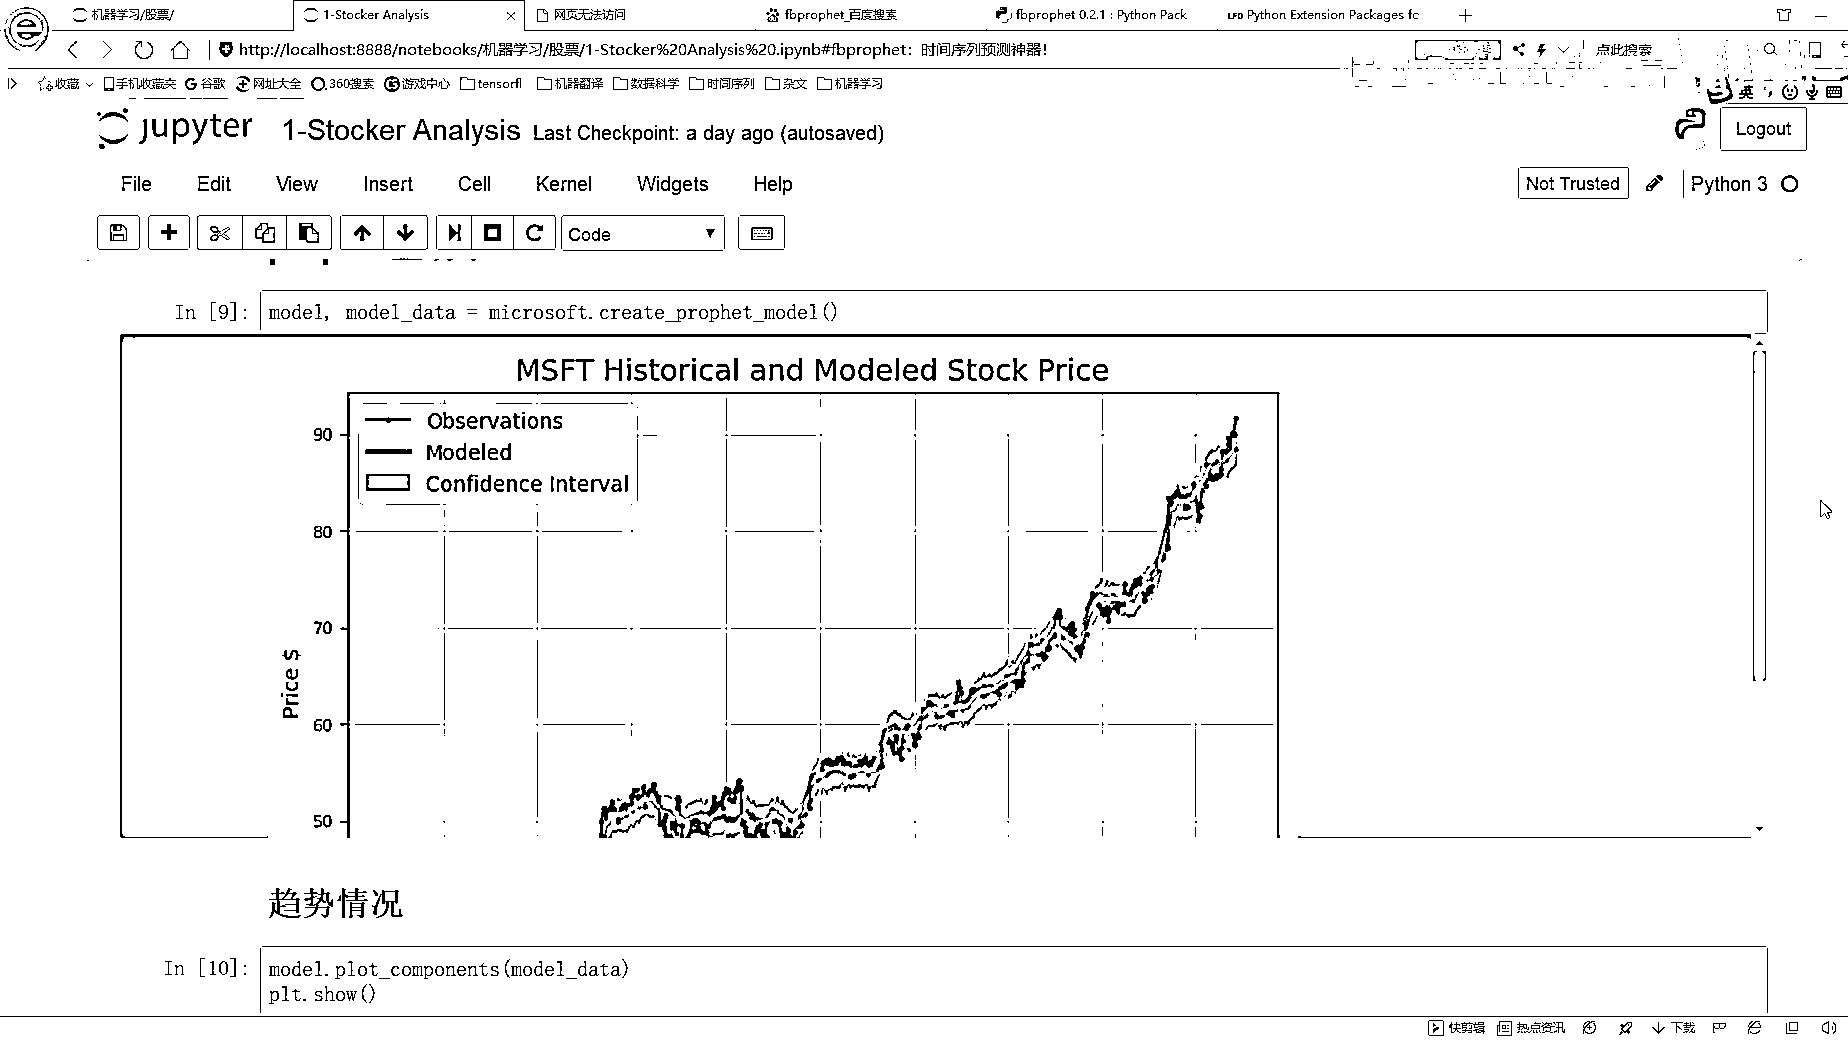 机器学习/股票/
1-Stocker Analysis
网页无法访问
fbprophet_百度搜索
fbprophet 0.2.1 : Python Pack
LFD Python Extension Packages fc
http://localhost:8888/notebooks/机器学习/股票/1-Stocker%20Analysis%20.ipynb#fbprophet：时间序列预测神器！
点此搜索
收藏 手机收藏夹 谷歌 网址大全 360搜索 游戏中心 tensorfl 机器翻译 数据科学 时间序列 杂文 机器学习
英
jupyter 1-Stocker Analysis Last Checkpoint: a day ago (autosaved)
Logout
File Edit View Insert Cell Kernel Widgets Help
Not Trusted Python 3
Code
In [9]: model, model_data = microsoft.create_prophet_model()
MSFT Historical and Modeled Stock Price
Observations
Modeled
Confidence Interval
90
80
70
60
50
Price $
趋势情况
In [10]: model.plot_components(model_data)
plt.show()
快剪辑 热点资讯 下载